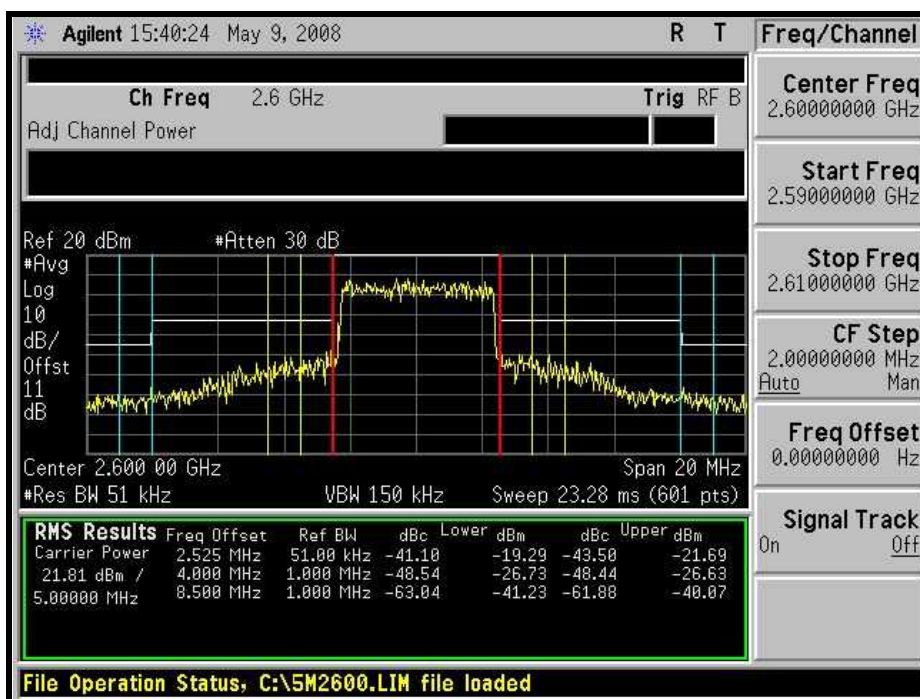 Agilent 15:40:24 May 9, 2008 R T
Freq/Channel
Ch Freq 2.6 GHz Trig RF B
Adj Channel Power
Center Freq
2.60000000 GHz
Start Freq
2.59000000 GHz
Stop Freq
2.61000000 GHz
CF Step
2.00000000 MHz
Auto Man
Freq Offset
0.00000000 Hz
Signal Track
On Off
Ref 20 dBm #Atten 30 dB
#Avg
Log
10
dB/
Offst
11
dB
Center 2.600 00 GHz Span 20 MHz
#Res BW 51 kHz VBW 150 kHz Sweep 23.28 ms (601 pts)
RMS Results Freq Offset Ref BW dBc Lower dBm dBc Upper dBm
Carrier Power 2.525 MHz 51.00 kHz -41.10 -19.29 -43.50 -21.69
21.81 dBm / 4.000 MHz 1.000 MHz -48.54 -26.73 -48.44 -26.63
5.00000 MHz 8.500 MHz 1.000 MHz -63.04 -41.23 -61.88 -40.07
File Operation Status, C:\5M2600.LIM file loaded